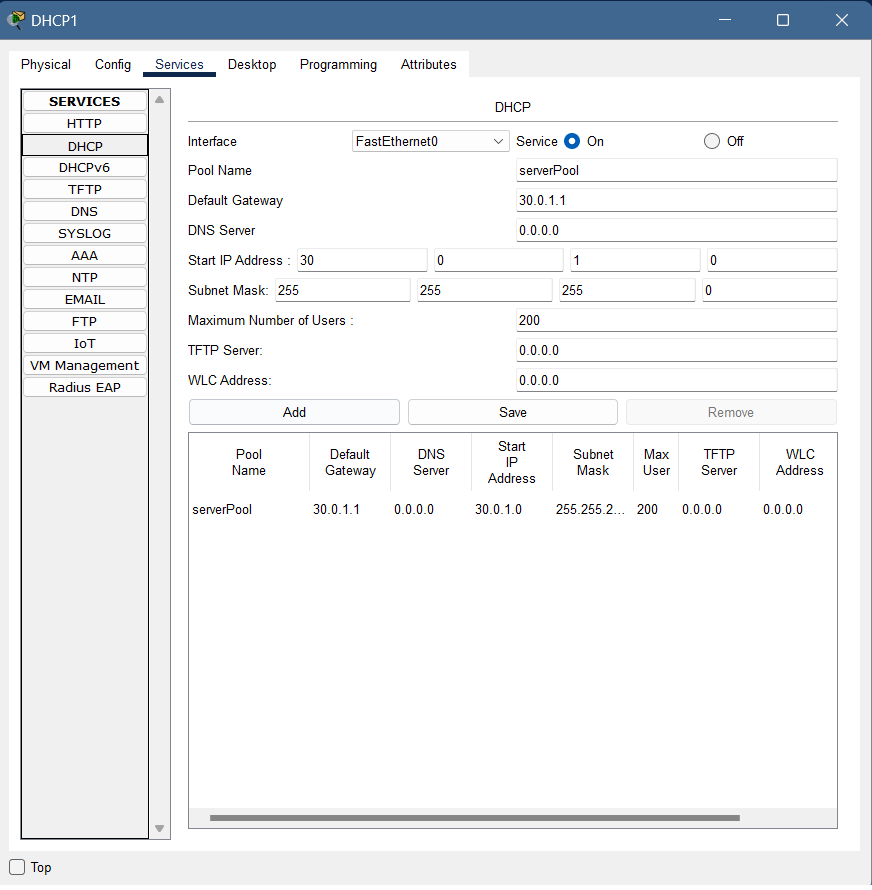 DHCP1
Physical Config Services Desktop Programming Attributes
SERVICES
HTTP
DHCP
DHCPv6
TFTP
DNS
SYSLOG
AAA
NTP
EMAIL
FTP
IoT
VM Management
Radius EAP
DHCP
Interface FastEthernet0 Service On Off
Pool Name serverPool
Default Gateway 30.0.1.1
DNS Server 0.0.0.0
Start IP Address : 30 0 1 0
Subnet Mask: 255 255 255 0
Maximum Number of Users : 200
TFTP Server: 0.0.0.0
WLC Address: 0.0.0.0
Add Save Remove
Pool Name Default Gateway DNS Server Start IP Address Subnet Mask Max User TFTP Server WLC Address
serverPool 30.0.1.1 0.0.0.0 30.0.1.0 255.255.2... 200 0.0.0.0 0.0.0.0
Top